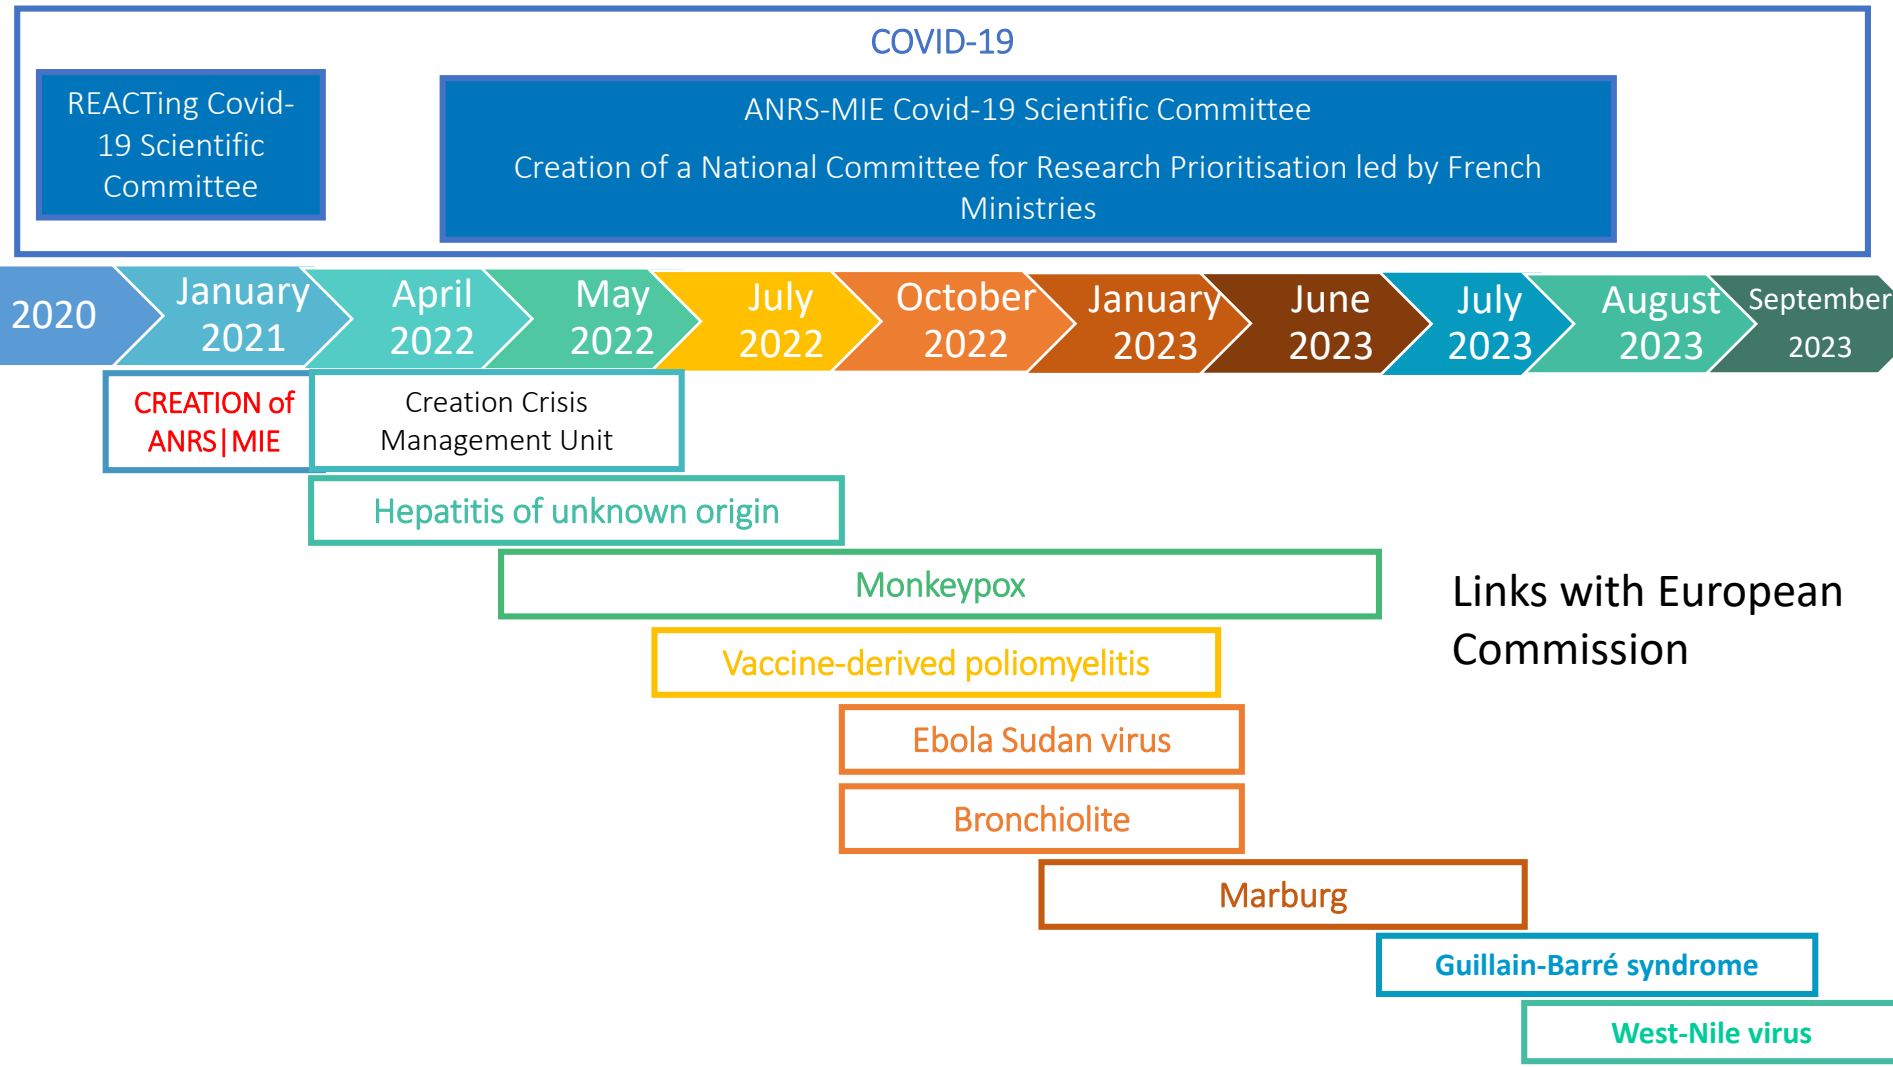 COVID-19
REACTing Covid-
19 Scientific
Committee
ANRS-MIE Covid-19 Scientific Committee
Creation of a National Committee for Research Prioritisation led by French
Ministries
2020
January
2021
April
2022
May
2022
July
2022
October
2022
January
2023
June
2023
July
2023
August
2023
September
2023
CREATION of
ANRS|MIE
Creation Crisis
Management Unit
Hepatitis of unknown origin
Monkeypox
Links with European
Commission
Vaccine-derived poliomyelitis
Ebola Sudan virus
Bronchiolite
Marburg
Guillain-Barré syndrome
West-Nile virus